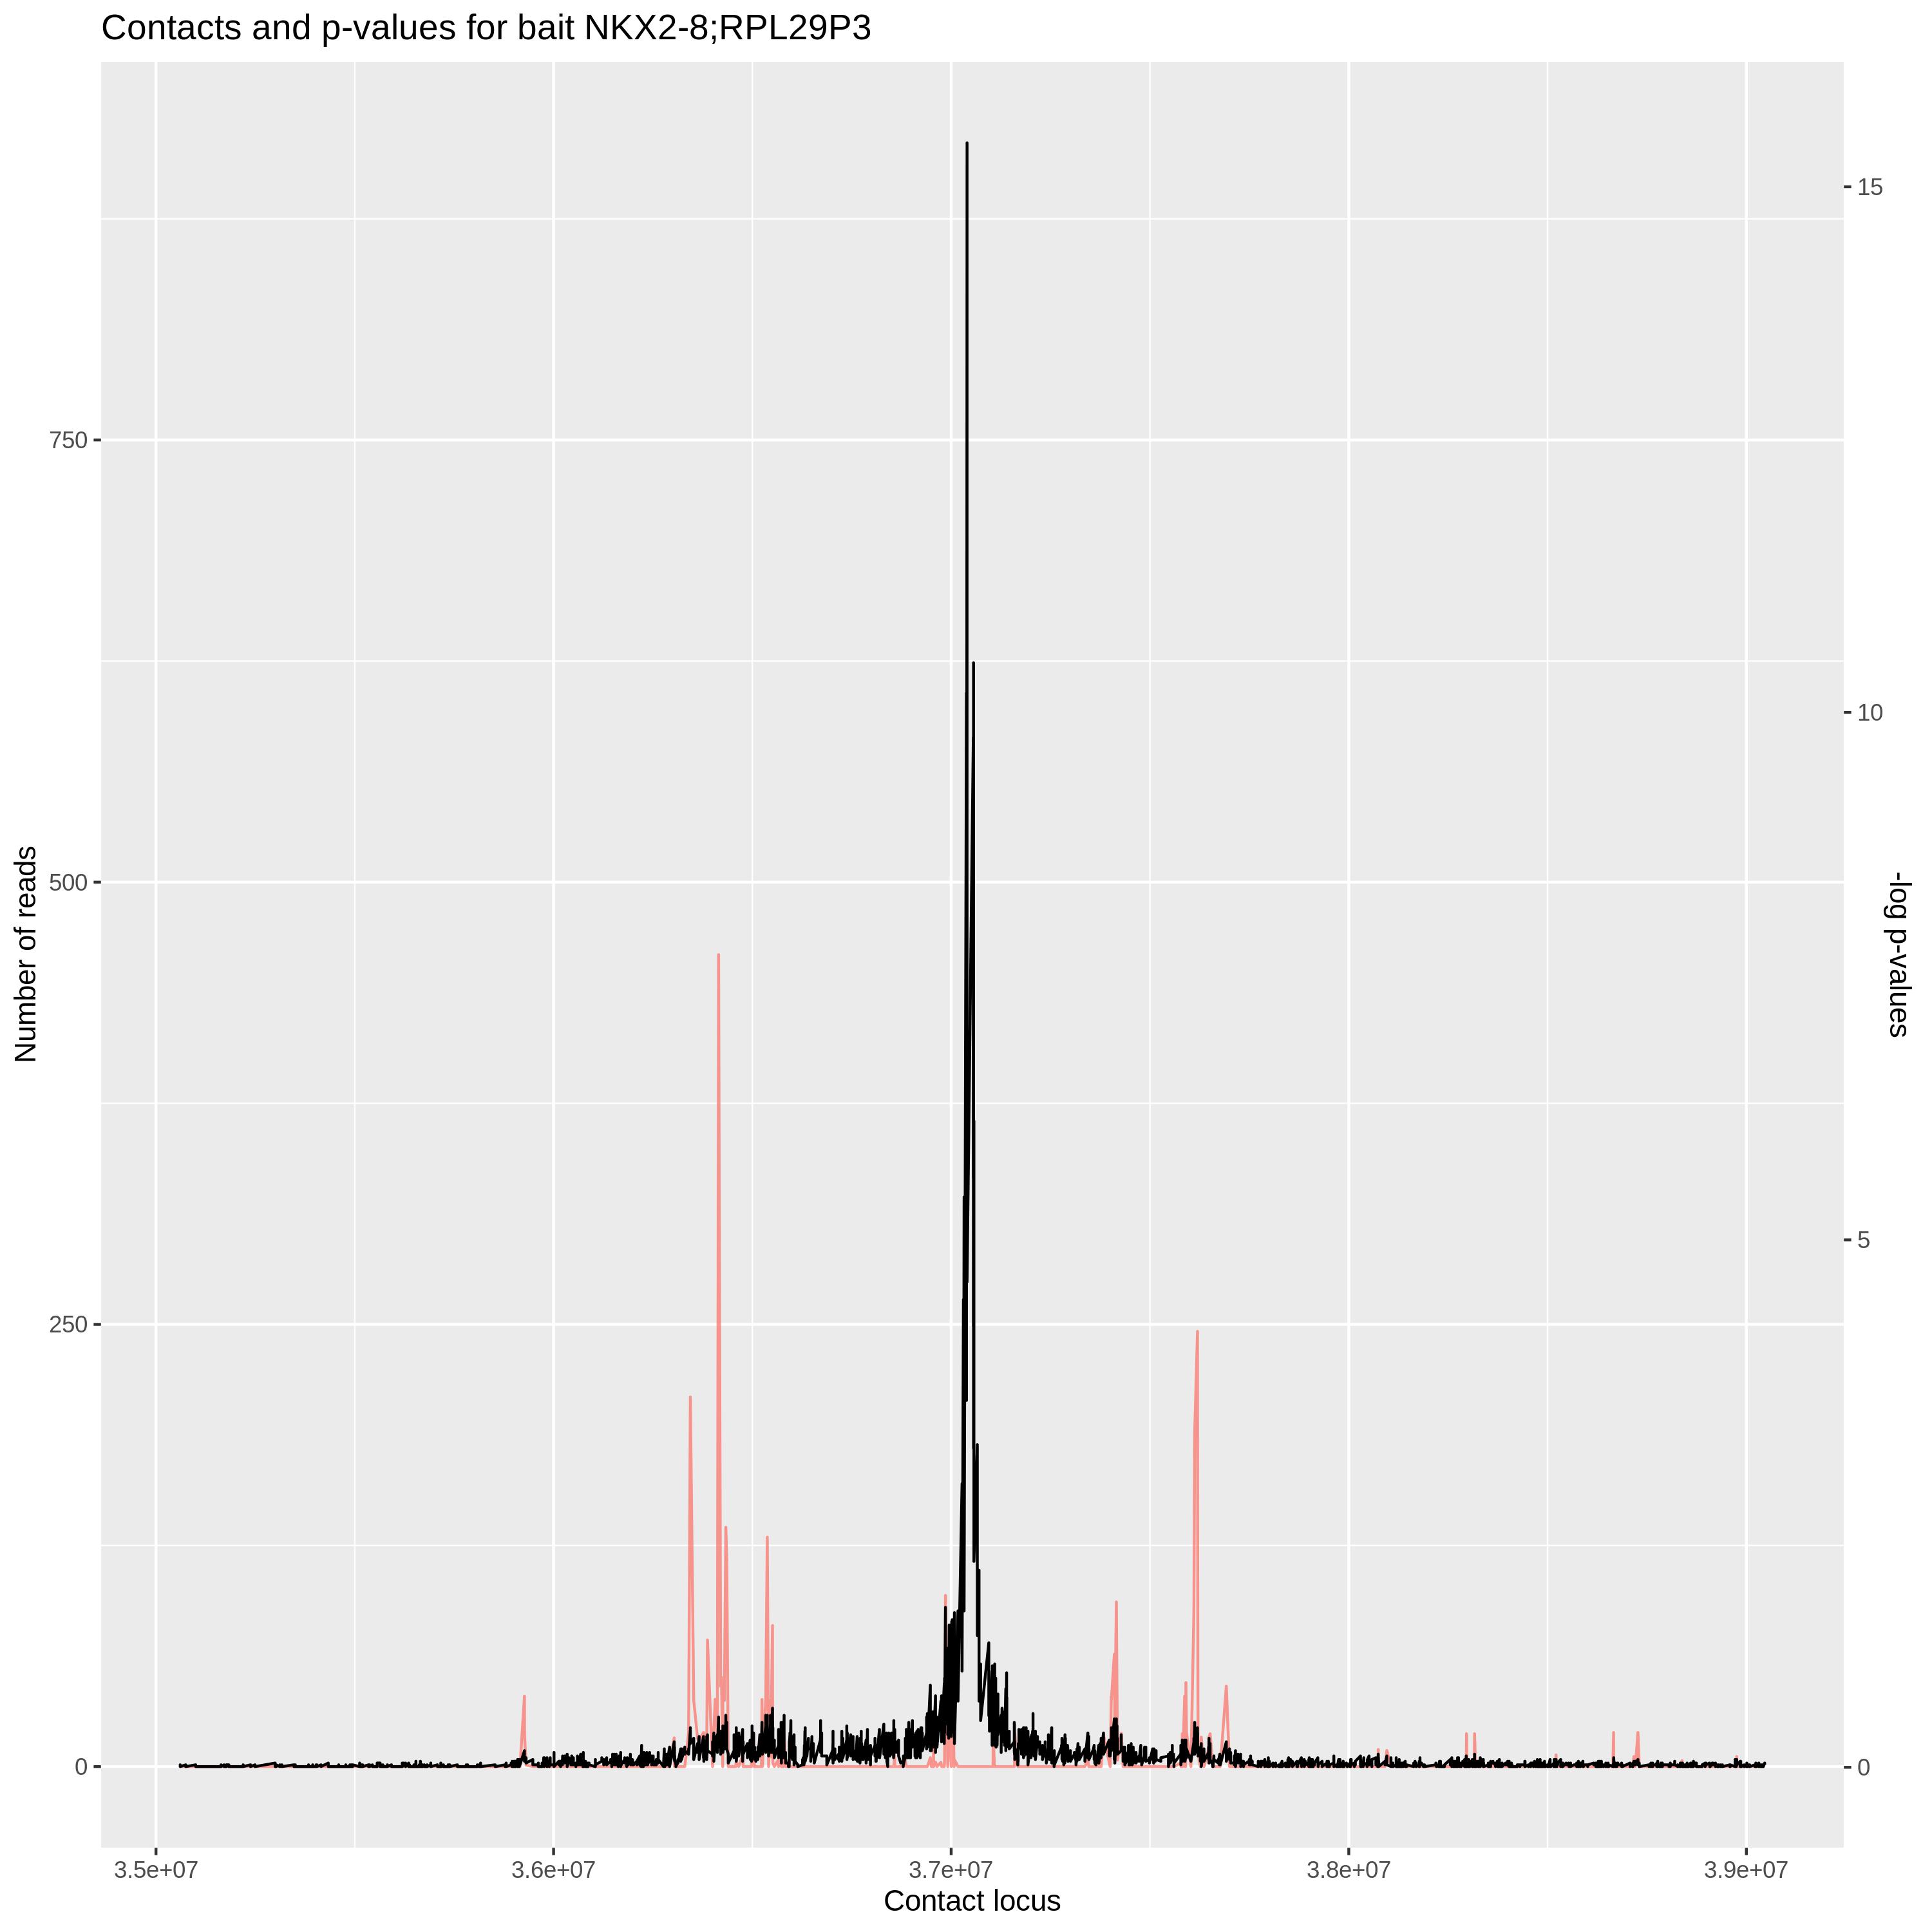 Contacts and p-values for bait NKX2-8;RPL29P3
15
750
10
Number of reads
500
-log p-values
5
250
0
0
3.5e+07
3.6e+07
3.7e+07
3.8e+07
3.9e+07
Contact locus